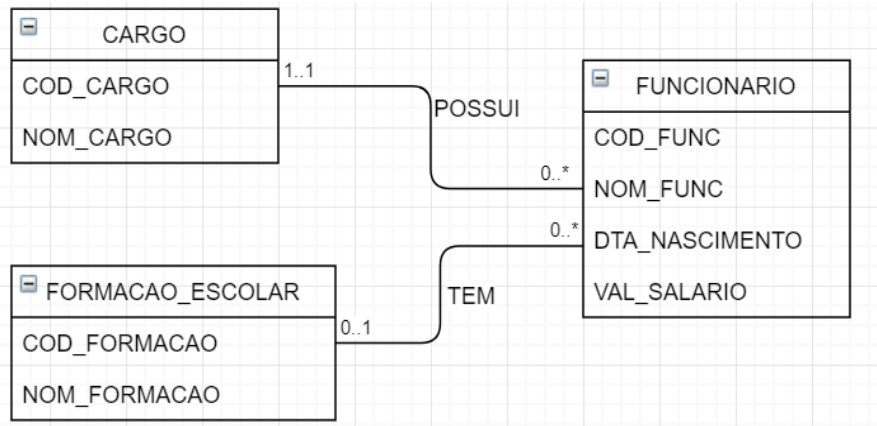 CARGO
COD_CARGO
NOM_CARGO
1..1
POSSUI
0..*
FUNCIONARIO
COD_FUNC
NOM_FUNC
DTA_NASCIMENTO
VAL_SALARIO
0..*
TEM
0..1
FORMACAO_ESCOLAR
COD_FORMACAO
NOM_FORMACAO